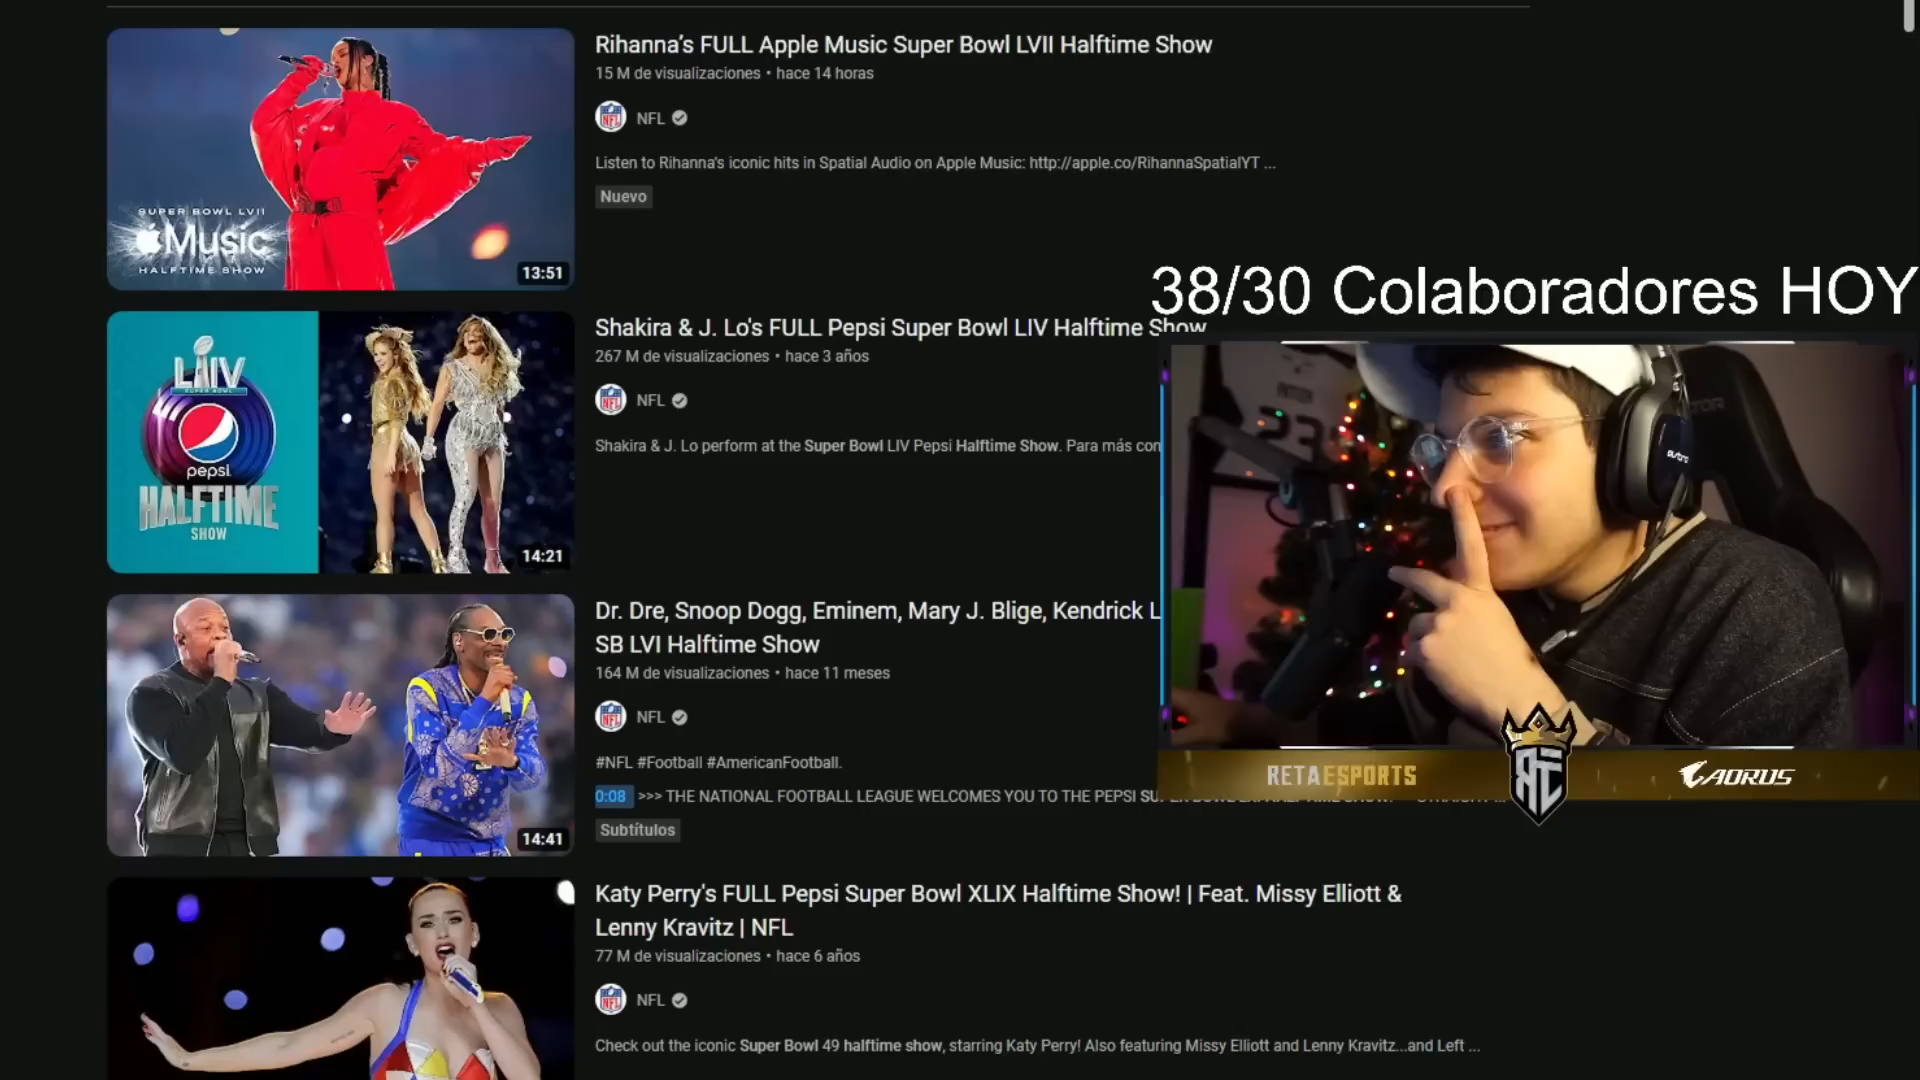 Rihanna's FULL Apple Music Super Bowl LVII Halftime Show
15 M de visualizaciones • hace 14 horas
NFL
Listen to Rihanna's iconic hits in Spatial Audio on Apple Music: http://apple.co/RihannaSpatialYT ...
Nuevo
SUPER BOWL LVII
Music
HALFTIME SHOW
13:51
38/30 Colaboradores HOY
Shakira & J. Lo's FULL Pepsi Super Bowl LIV Halftime Show
267 M de visualizaciones • hace 3 años
NFL
Shakira & J. Lo perform at the Super Bowl LIV Pepsi Halftime Show. Para más con
LIV
SUPER BOWL
pepsi
HALFTIME
SHOW
14:21
23
Dr. Dre, Snoop Dogg, Eminem, Mary J. Blige, Kendrick L
SB LVI Halftime Show
164 M de visualizaciones • hace 11 meses
NFL
#NFL #Football #AmericanFootball.
0:08 >>> THE NATIONAL FOOTBALL LEAGUE WELCOMES YOU TO THE PEPSI
Subtítulos
14:41
RETAESPORTS
AORUS
Katy Perry's FULL Pepsi Super Bowl XLIX Halftime Show! | Feat. Missy Elliott &
Lenny Kravitz | NFL
77 M de visualizaciones • hace 6 años
NFL
Check out the iconic Super Bowl 49 halftime show, starring Katy Perry! Also featuring Missy Elliott and Lenny Kravitz...and Left ...